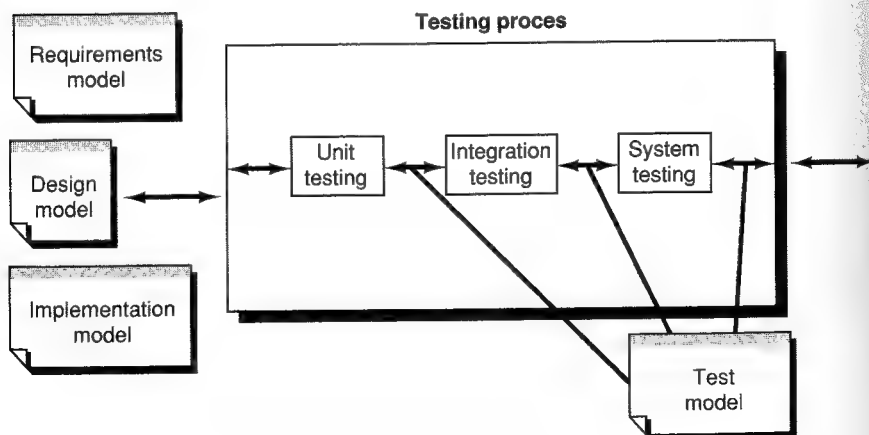 Testing proces
Requirements
model
Design
model
Implementation
model
Unit
testing
Integration
testing
System
testing
Test
model